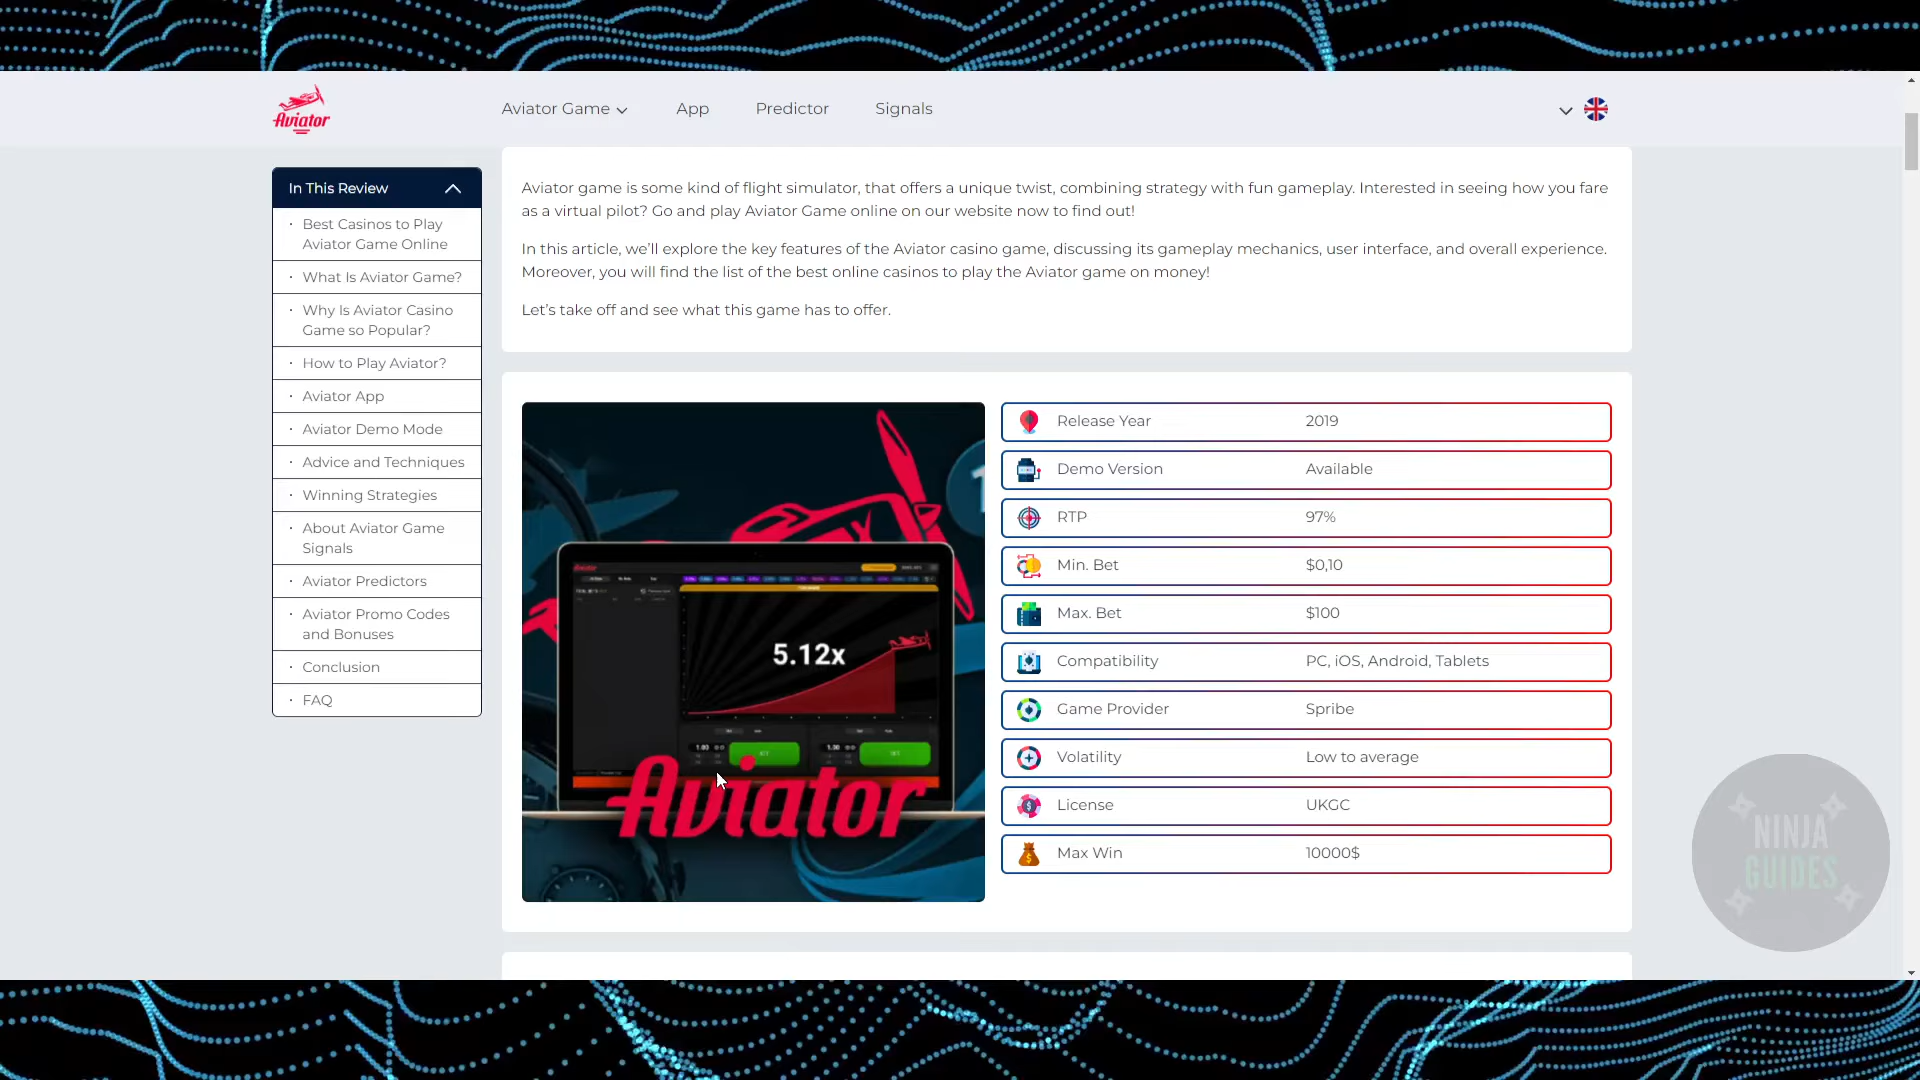 Aviator
Aviator Game
App
Predictor
Signals
In This Review
· Best Casinos to Play
Aviator Game Online
· What Is Aviator Game?
· Why Is Aviator Casino
Game so Popular?
· How to Play Aviator?
· Aviator App
· Aviator Demo Mode
· Advice and Techniques
· Winning Strategies
· About Aviator Game
Signals
· Aviator Predictors
· Aviator Promo Codes
and Bonuses
· Conclusion
· FAQ
Aviator game is some kind of flight simulator, that offers a unique twist, combining strategy with fun gameplay. Interested in seeing how you fare
as a virtual pilot? Go and play Aviator Game online on our website now to find out!
In this article, we’ll explore the key features of the Aviator casino game, discussing its gameplay mechanics, user interface, and overall experience.
Moreover, you will find the list of the best online casinos to play the Aviator game on money!
Let’s take off and see what this game has to offer.
5.12x
Aviator
Release Year 2019
Demo Version Available
RTP 97%
Min. Bet $0,10
Max. Bet $100
Compatibility PC, iOS, Android, Tablets
Game Provider Spribe
Volatility Low to average
License UKGC
Max Win 10000$
NINJA
GUIDES